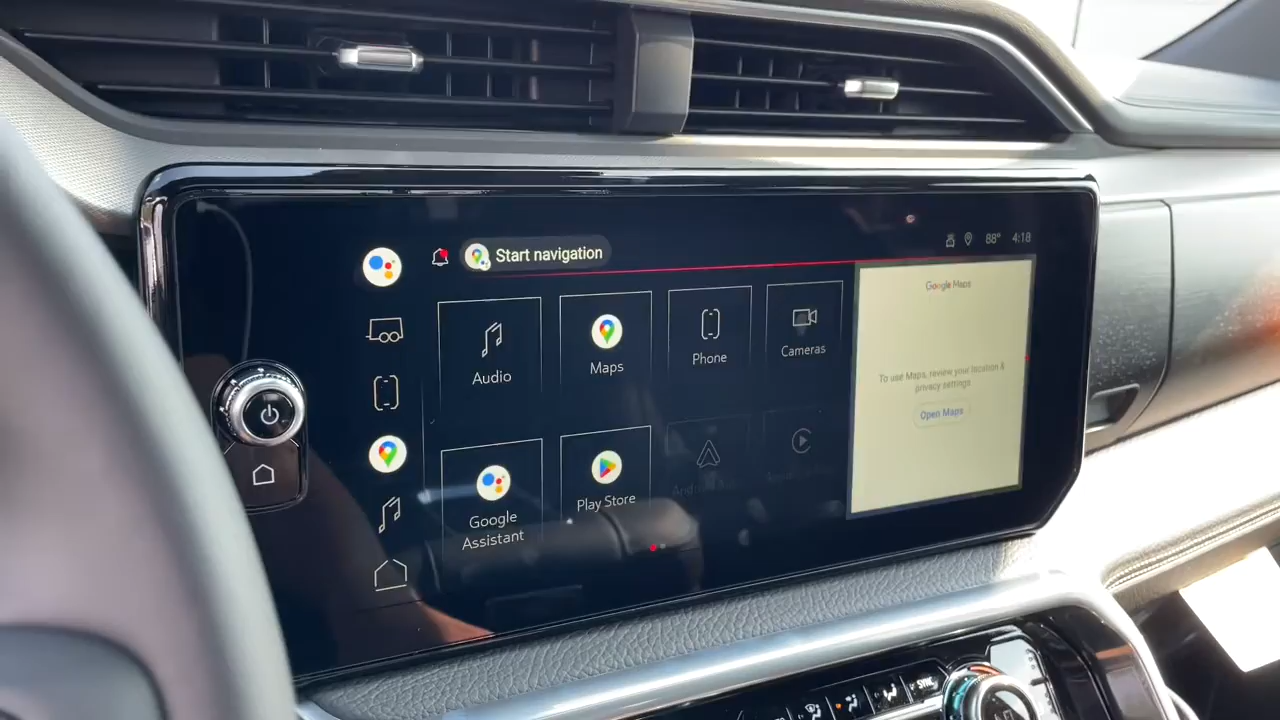 Start navigation
88° 4:18
Google Maps
Audio
Maps
Phone
Cameras
To use Maps, review your location &
privacy settings
Open Maps
Google
Assistant
Play Store
SYNC